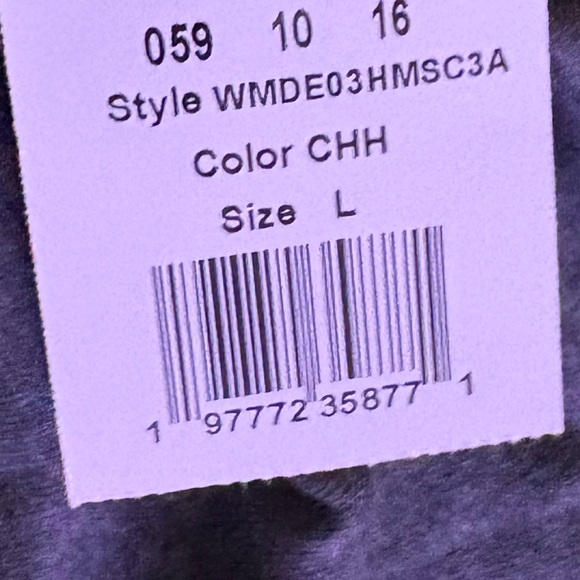 059 10 16
Style WMDE03HMSC3A
Color CHH
Size L
1 97772 35877 1